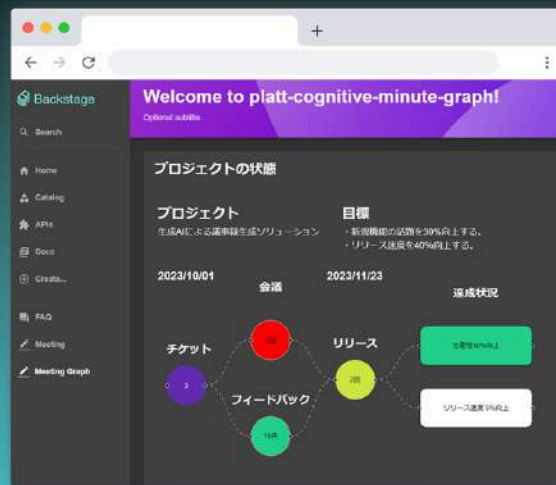 Backstage
Search
Home
Catalog
APIs
Docs
Create...
FAQ
Meeting
Meeting Graph
Welcome to platt-cognitive-minute-graph!
Optional subtitle
プロジェクトの状態
プロジェクト
生成AIによる議事録生成ソリューション
目標
・新規機能の話題を30%向上する。
・リリース速度を40%向上する。
2023/10/01
会議
2023/11/23
達成状況
チケット
3
フィードバック
リリース
リリース速度